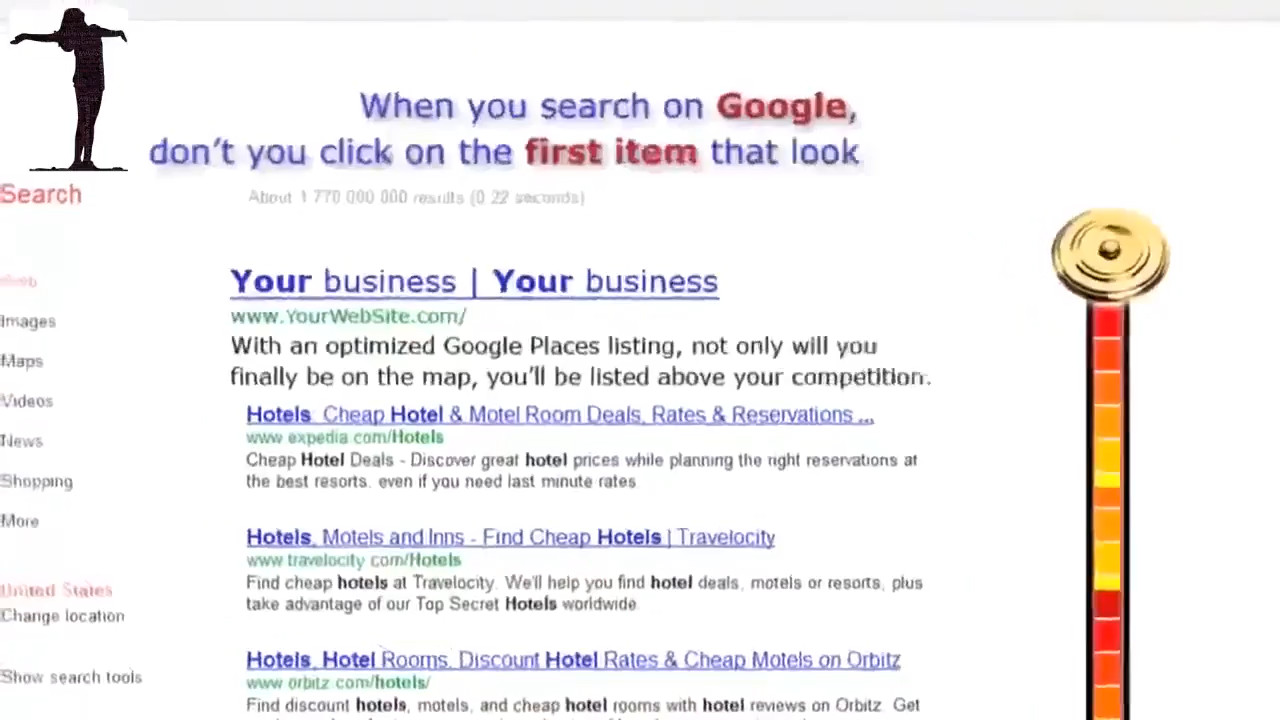 When you search on Google,
don't you click on the first item that look
Search
About 1 770 000 000 results (0.22 seconds)
Your business | Your business
www.YourWebSite.com/
With an optimized Google Places listing, not only will you
finally be on the map, you'll be listed above your competition.
Images
Maps
Videos
News
Shopping
More
United States
Change location
Show search tools
Hotels: Cheap Hotel & Motel Room Deals, Rates & Reservations ...
www.expedia.com/Hotels
Cheap Hotel Deals - Discover great hotel prices while planning the right reservations at
the best resorts. even if you need last minute rates
Hotels, Motels and Inns - Find Cheap Hotels | Travelocity
www.travelocity.com/Hotels
Find cheap hotels at Travelocity. We'll help you find hotel deals, motels or resorts, plus
take advantage of our Top Secret Hotels worldwide.
Hotels, Hotel Rooms, Discount Hotel Rates & Cheap Motels on Orbitz
www.orbitz.com/hotels/
Find discount hotels, motels, and cheap hotel rooms with hotel reviews on Orbitz. Get